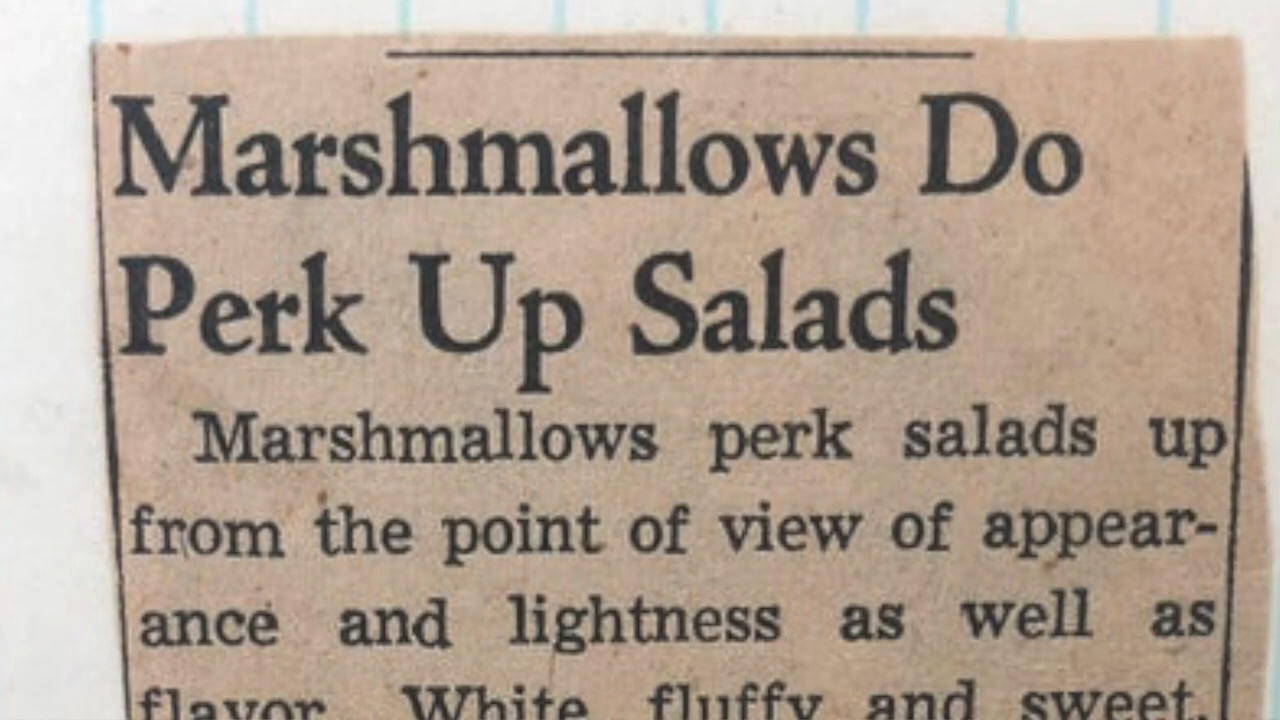 Marshmallows Do
Perk Up Salads
Marshmallows perk salads up
from the point of view of appear-
ance and lightness as well as
flavor. White, fluffy and sweet,